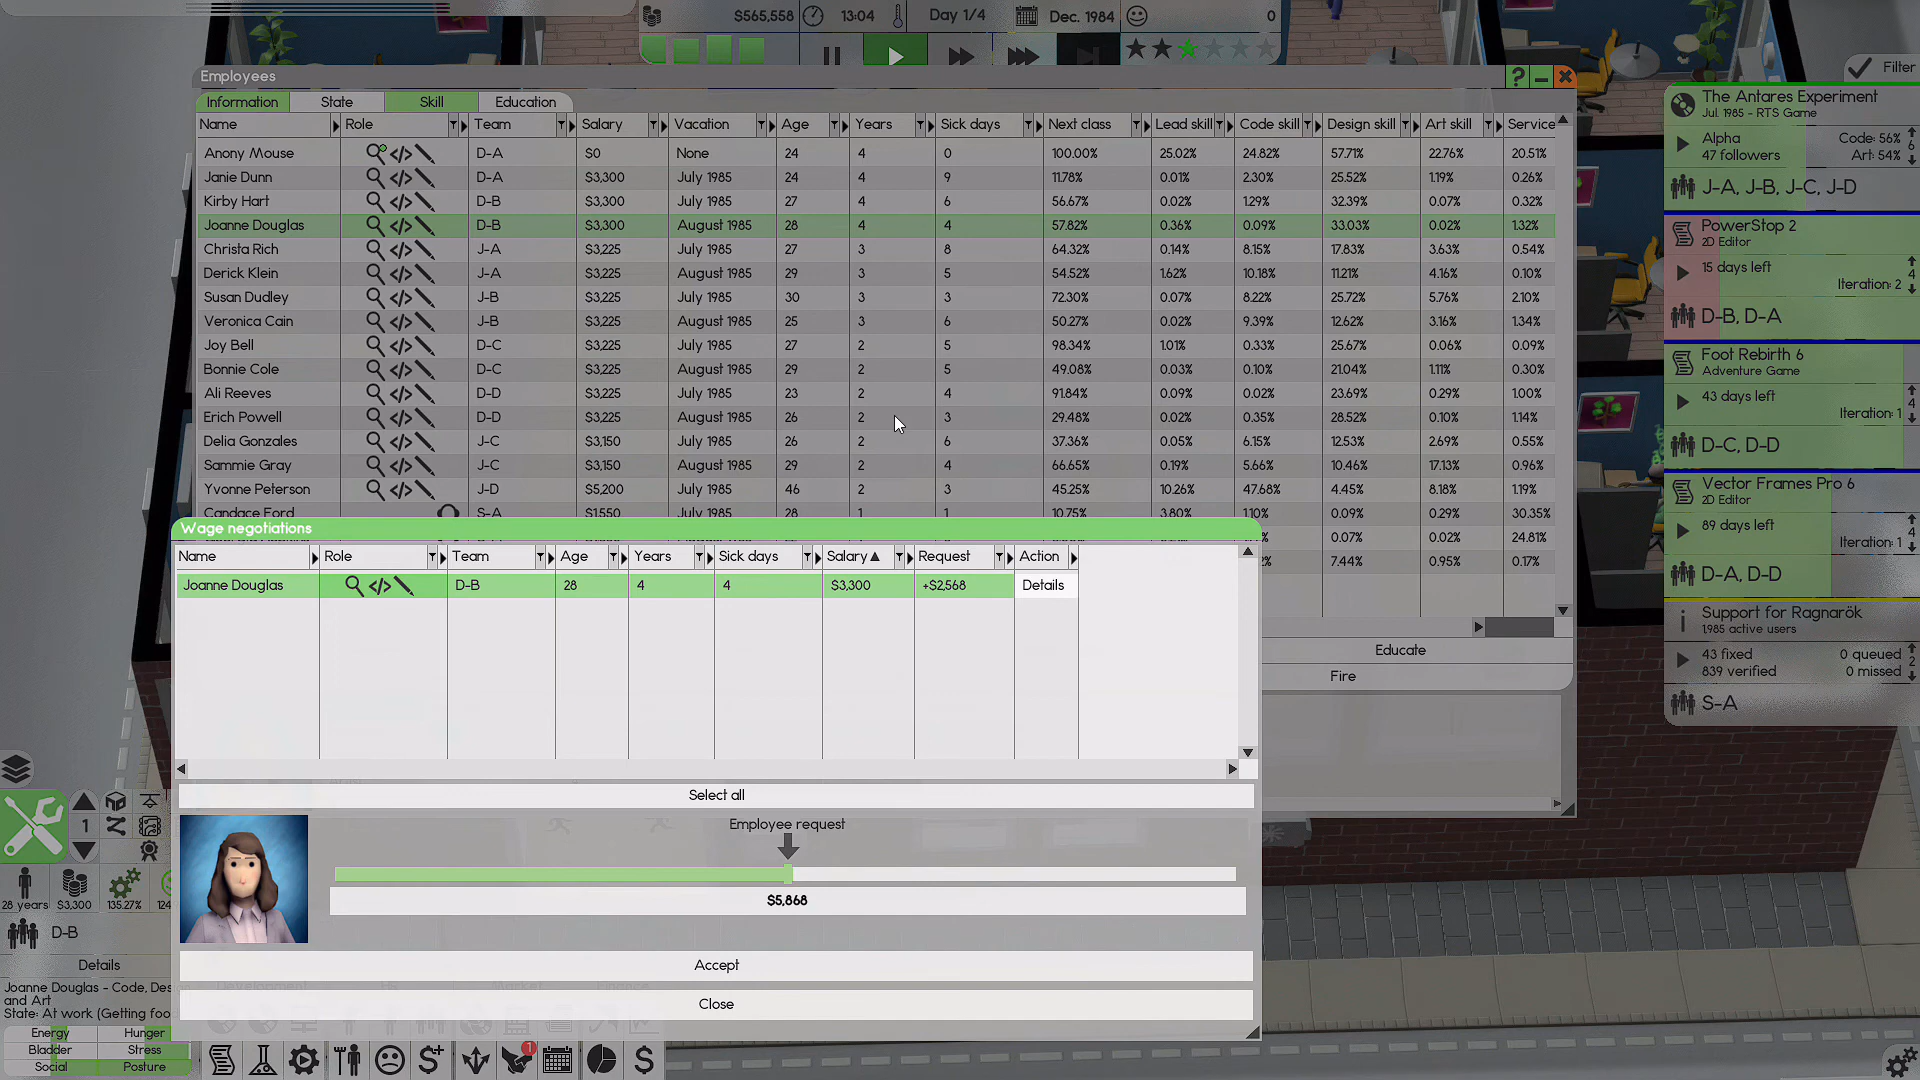 $565,558 13:04 Day 1/4 Dec. 1984 0
Employees
? Filter
Information State Skill Education
Name Role Team Salary Vacation Age Years Sick days Next class Lead skill Code skill Design skill Art skill Service
Anony Mouse D-A $0 None 24 4 0 100.00% 25.02% 24.82% 57.71% 22.76% 20.51%
Janie Dunn D-A $3,300 July 1985 24 4 9 11.78% 0.01% 2.30% 25.52% 1.19% 0.26%
Kirby Hart D-B $3,300 July 1985 27 4 6 56.67% 0.02% 1.29% 32.39% 0.07% 0.32%
Joanne Douglas D-B $3,300 August 1985 28 4 4 57.82% 0.36% 0.09% 33.03% 0.02% 1.32%
Christa Rich J-A $3,225 July 1985 27 3 8 64.32% 0.14% 8.15% 17.83% 3.63% 0.54%
Derick Klein J-A $3,225 August 1985 29 3 5 54.52% 1.62% 10.18% 11.21% 4.16% 0.10%
Susan Dudley J-B $3,225 July 1985 30 3 3 72.30% 0.07% 8.22% 25.72% 5.76% 2.10%
Veronica Cain J-B $3,225 August 1985 25 3 6 50.27% 0.02% 9.39% 12.62% 3.16% 1.34%
Joy Bell D-C $3,225 July 1985 27 2 5 98.34% 1.01% 0.33% 25.67% 0.06% 0.09%
Bonnie Cole D-C $3,225 August 1985 29 2 5 49.08% 0.03% 0.10% 21.04% 1.11% 0.30%
Ali Reeves D-D $3,225 July 1985 23 2 4 91.84% 0.09% 0.02% 23.69% 0.29% 1.00%
Erich Powell D-D $3,225 August 1985 26 2 3 29.48% 0.02% 0.35% 28.52% 0.10% 1.14%
Delia Gonzales J-C $3,150 July 1985 26 2 6 37.36% 0.05% 6.15% 12.53% 2.69% 0.55%
Sammie Gray J-C $3,150 August 1985 29 2 4 66.65% 0.19% 5.66% 10.46% 17.13% 0.96%
Yvonne Peterson J-D $5,200 July 1985 46 2 3 45.25% 10.26% 47.68% 4.45% 8.18% 1.19%
Candace Ford S-A $1,550 July 1985 28 1 1 10.75% 3.80% 1.10% 0.09% 0.29% 30.35%
0.07% 0.02% 24.81%
7.44% 0.95% 0.17%
Educate
Fire
Wage negotiations
Name Role Team Age Years Sick days Salary Request Action
Joanne Douglas D-B 28 4 4 $3,300 +$2,568 Details
Select all
Employee request
$5,868
Accept
Close
The Antares Experiment
Jul. 1985 - RTS Game
Alpha Code: 56%
47 followers Art: 54%
6
J-A, J-B, J-C, J-D
PowerStop 2
2D Editor
15 days left
4
Iteration: 2
D-B, D-A
Foot Rebirth 6
Adventure Game
43 days left
4
Iteration: 1
D-C, D-D
Vector Frames Pro 6
2D Editor
89 days left
4
Iteration: 1
D-A, D-D
Support for Ragnarök
1,985 active users
43 fixed 0 queued
839 verified 0 missed
2
S-A
1
28 years $3,300 135.27% 124
D-B
Details
Joanne Douglas - Code, Des
and Art
State: At work (Getting foo
Energy Hunger
Bladder Stress
Social Posture
1